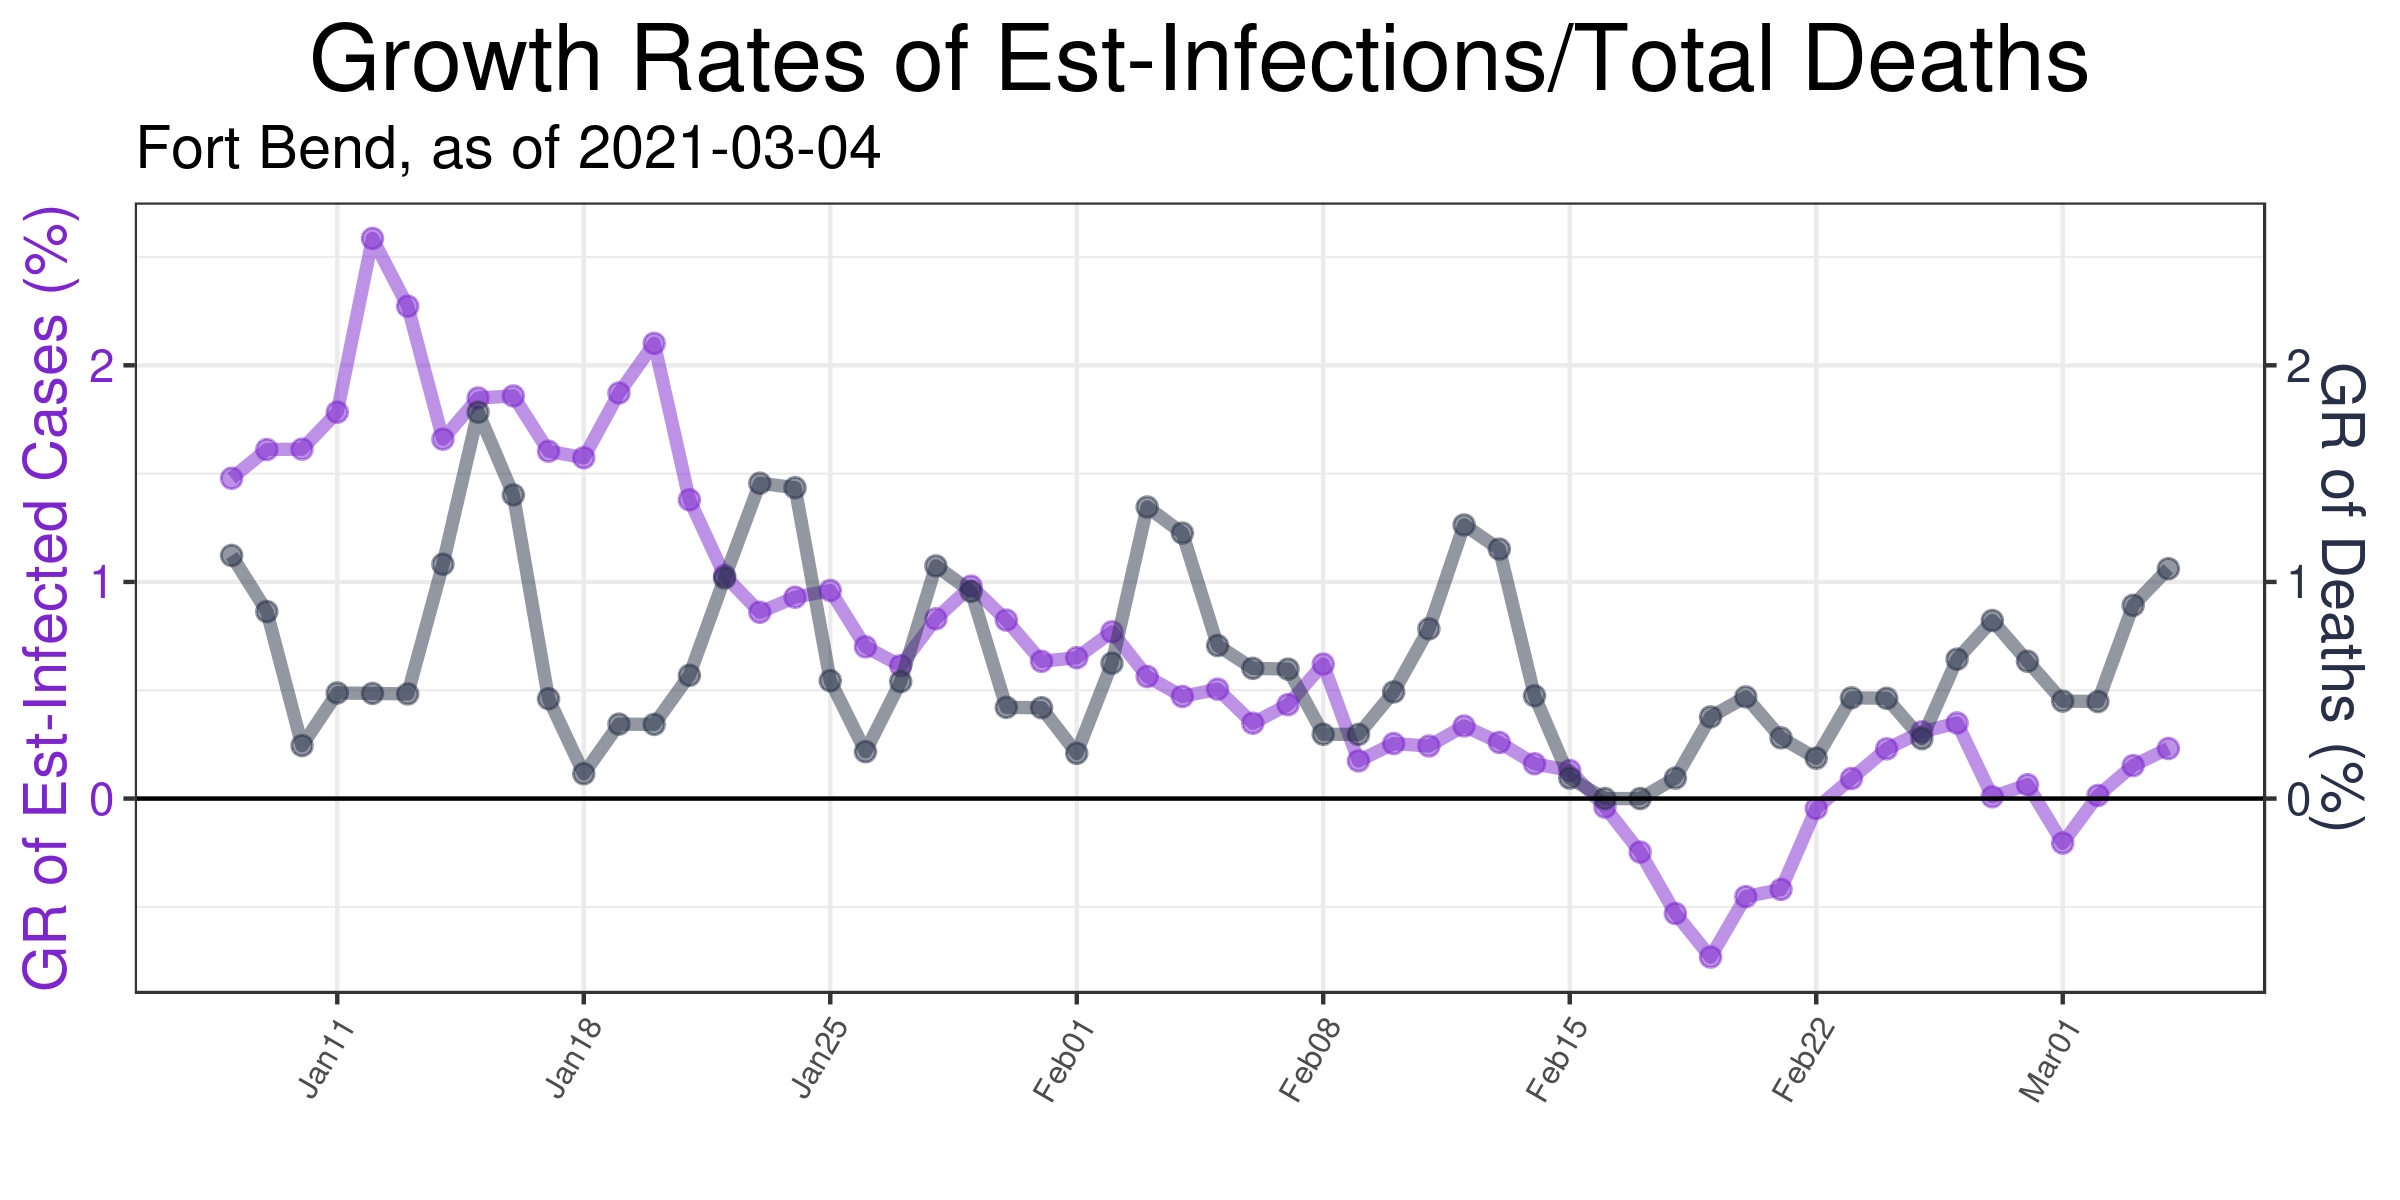 Growth Rates of Est-Infections/Total Deaths
Fort Bend, as of 2021-03-04
GR of Est-Infected Cases (%)
2
1
0
2
1
0
GR of Deaths (%)
Jan11
Jan18
Jan25
Feb01
Feb08
Feb15
Feb22
Mar01